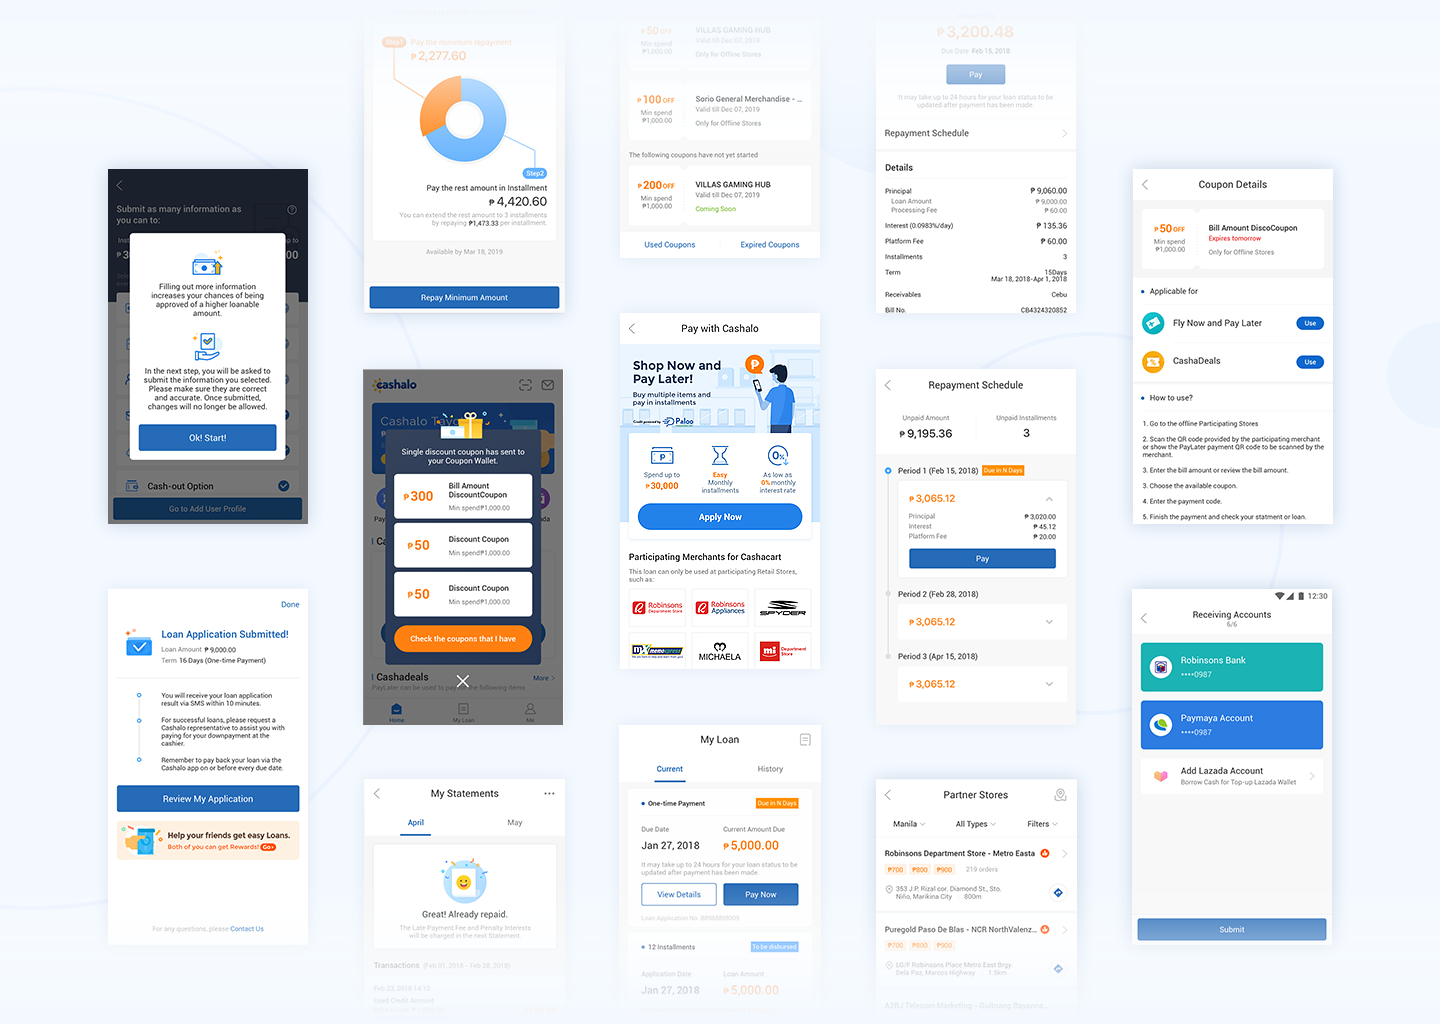 Submit as many information as
you can to:
Filling out more information
increases your chances of being
approved of a higher loanable
amount.
In the next step, you will be asked to
submit the information you selected.
Please make sure they are correct
and accurate. Once submitted,
changes will no longer be allowed.
Ok! Start!
Cash-out Option
Go to Add User Profile
Done
Loan Application Submitted!
Loan Amount ₱ 9,000.00
Term 16 Days (One-time Payment)
You will receive your loan application
result via SMS within 10 minutes.
For successful loans, please request a
Cashalo representative to assist you with
paying for your downpayment at the
cashier.
Remember to pay back your loan via the
Cashalo app on or before every due date.
Review My Application
Help your friends get easy Loans.
Both of you can get Rewards! Go>
For any questions, please Contact Us
Step1 Pay the minimum repayment
₱ 2,277.60
Step2
Pay the rest amount in Installment
₱ 4,420.60
You can extend the rest amount to 3 installments
by repaying ₱1,473.33 per installment.
Available by Mar 18, 2019
Repay Minimum Amount
cashalo
Single discount coupon has sent to
your Coupon Wallet.
₱300
Bill Amount
DiscountCoupon
Min spend₱1,000.00
₱50
Discount Coupon
Min spend₱1,000.00
₱50
Discount Coupon
Min spend₱1,000.00
Check the coupons that I have
Cashadeals
More >
PayLater can be used to pay the following items
Home
My Loan
Me
My Statements
April
May
Great! Already repaid.
The Late Payment Fee and Penalty Interests
will be charged in the next Statement.
Transactions (Feb 01, 2018 - Feb 28, 2018)
Feb 23, 2018 14:12
Used Credit Amount
₱50 OFF
Min spend
₱1,000.00
VILLAS GAMING HUB
Valid till Dec 07, 2019
Only for Offline Stores
₱100 OFF
Min spend
₱1,000.00
Sorio General Merchandise - ...
Valid till Dec 07, 2019
Only for Offline Stores
The following coupons have not yet started
₱200 OFF
Min spend
₱1,000.00
VILLAS GAMING HUB
Valid till Dec 07, 2019
Coming Soon
Used Coupons
Expired Coupons
Pay with Cashalo
Shop Now and
Pay Later!
Buy multiple items and
pay in installments
Credit powered by Paloo
Spend up to
₱30,000
Easy
Monthly
installments
0%
As low as
0% monthly
interest rate
Apply Now
Participating Merchants for Cashacart
This loan can only be used at participating Retail Stores,
such as:
Robinsons
Department Store
Robinsons
Appliances
SPYDER
memoxpress
MICHAELA
mi Department
Store
My Loan
Current
History
One-time Payment
Due in N Days
Due Date
Current Amount Due
Jan 27, 2018
₱ 5,000.00
It may take up to 24 hours for your loan status to be
updated after payment has been made.
View Details
Pay Now
Loan Application No. 88988899009
12 Installments
To be disbursed
Application Date
Loan Amount
Jan 27, 2018
₱ 5,000.00
₱ 3,200.48
Due Date Feb 15, 2018
Pay
It may take up to 24 hours for your loan status to be
updated after payment has been made.
Repayment Schedule
Details
Principal ₱ 9,060.00
Loan Amount ₱ 9,000.00
Processing Fee ₱ 60.00
Interest (0.0983%/day) ₱ 135.36
Platform Fee ₱ 60.00
Installments 3
Term 15Days
Mar 18, 2018-Apr 1, 2018
Receivables Cebu
Bill No. CB4324320852
Repayment Schedule
Unpaid Amount
Unpaid Installments
₱ 9,195.36
3
Period 1 (Feb 15, 2018) Due in N Days
₱ 3,065.12
Principal ₱ 3,020.00
Interest ₱ 45.12
Platform Fee ₱ 20.00
Pay
Period 2 (Feb 28, 2018)
₱ 3,065.12
Period 3 (Apr 15, 2018)
₱ 3,065.12
Partner Stores
Manila
All Types
Filters
Robinsons Department Store - Metro Easta
₱700 ₱800 ₱900 219 orders
353 J.P. Rizal cor. Diamond St., Sto.
Niño, Marikina City 800m
Puregold Paso De Blas - NCR NorthValenz...
₱700 ₱800 ₱900
LG/F Robinsons Place Metro East Brgy.
Dela Paz, Marcos Highway 1.5km
Coupon Details
₱50 OFF
Min spend
₱1,000.00
Bill Amount DiscoCoupon
Expires tomorrow
Only for Offline Stores
Applicable for
Fly Now and Pay Later
Use
CashaDeals
Use
How to use?
1. Go to the offline Participating Stores
2. Scan the QR code provided by the participating merchant
or show the PayLater payment QR code to be scanned by the
merchant.
3. Enter the bill amount or review the bill amount.
3. Choose the available coupon.
4. Enter the payment code.
5. Finish the payment and check your statment or loan.
12:30
Receiving Accounts
6/6
Robinsons Bank
••••0987
Paymaya Account
••••0987
Add Lazada Account
Borrow Cash for Top-up Lazada Wallet
Submit